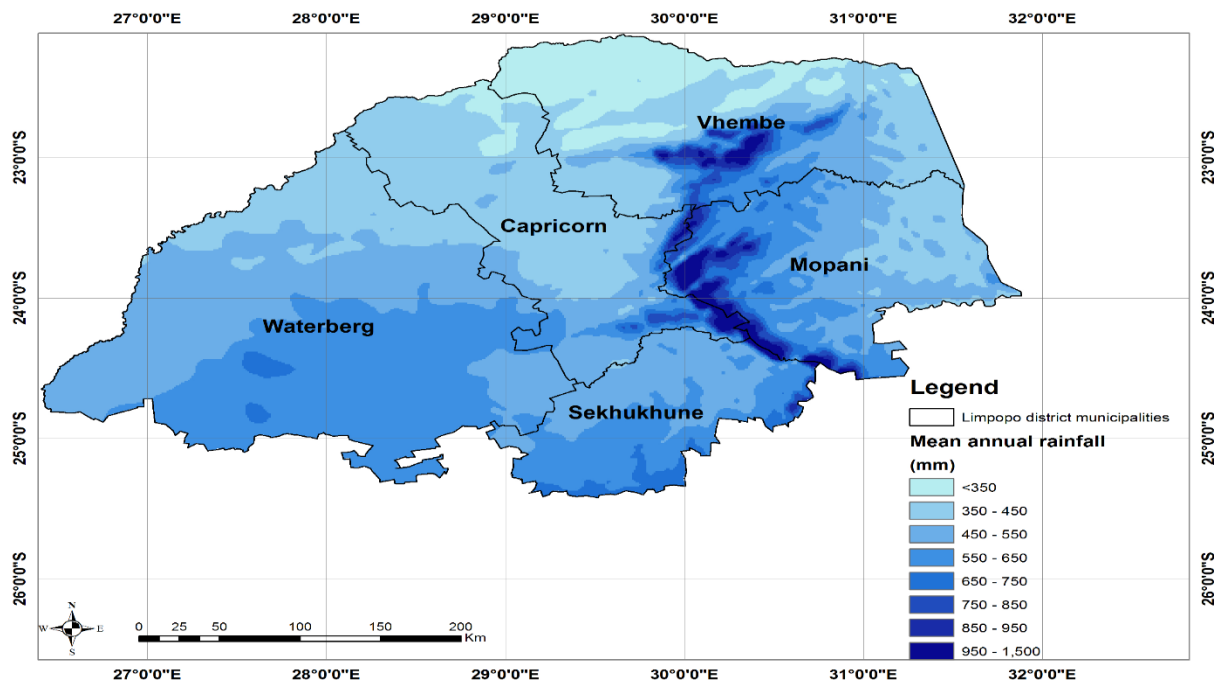 27°0'0"E 28°0'0"E 29°0'0"E 30°0'0"E 31°0'0"E 32°0'0"E
Vhembe
23°0'0"S 23°0'0"S
Capricorn
Mopani
24°0'0"S 24°0'0"S
Waterberg
Legend
Sekhukhune
Limpopo district municipalities
25°0'0"S 25°0'0"S
Mean annual rainfall
(mm)
<350
350 - 450
450 - 550
550 - 650
26°0'0"S 26°0'0"S
650 - 750
750 - 850
850 - 950
950 - 1,500
N
W E
S
0 25 50 100 150 200
Km
27°0'0"E 28°0'0"E 29°0'0"E 30°0'0"E 31°0'0"E 32°0'0"E